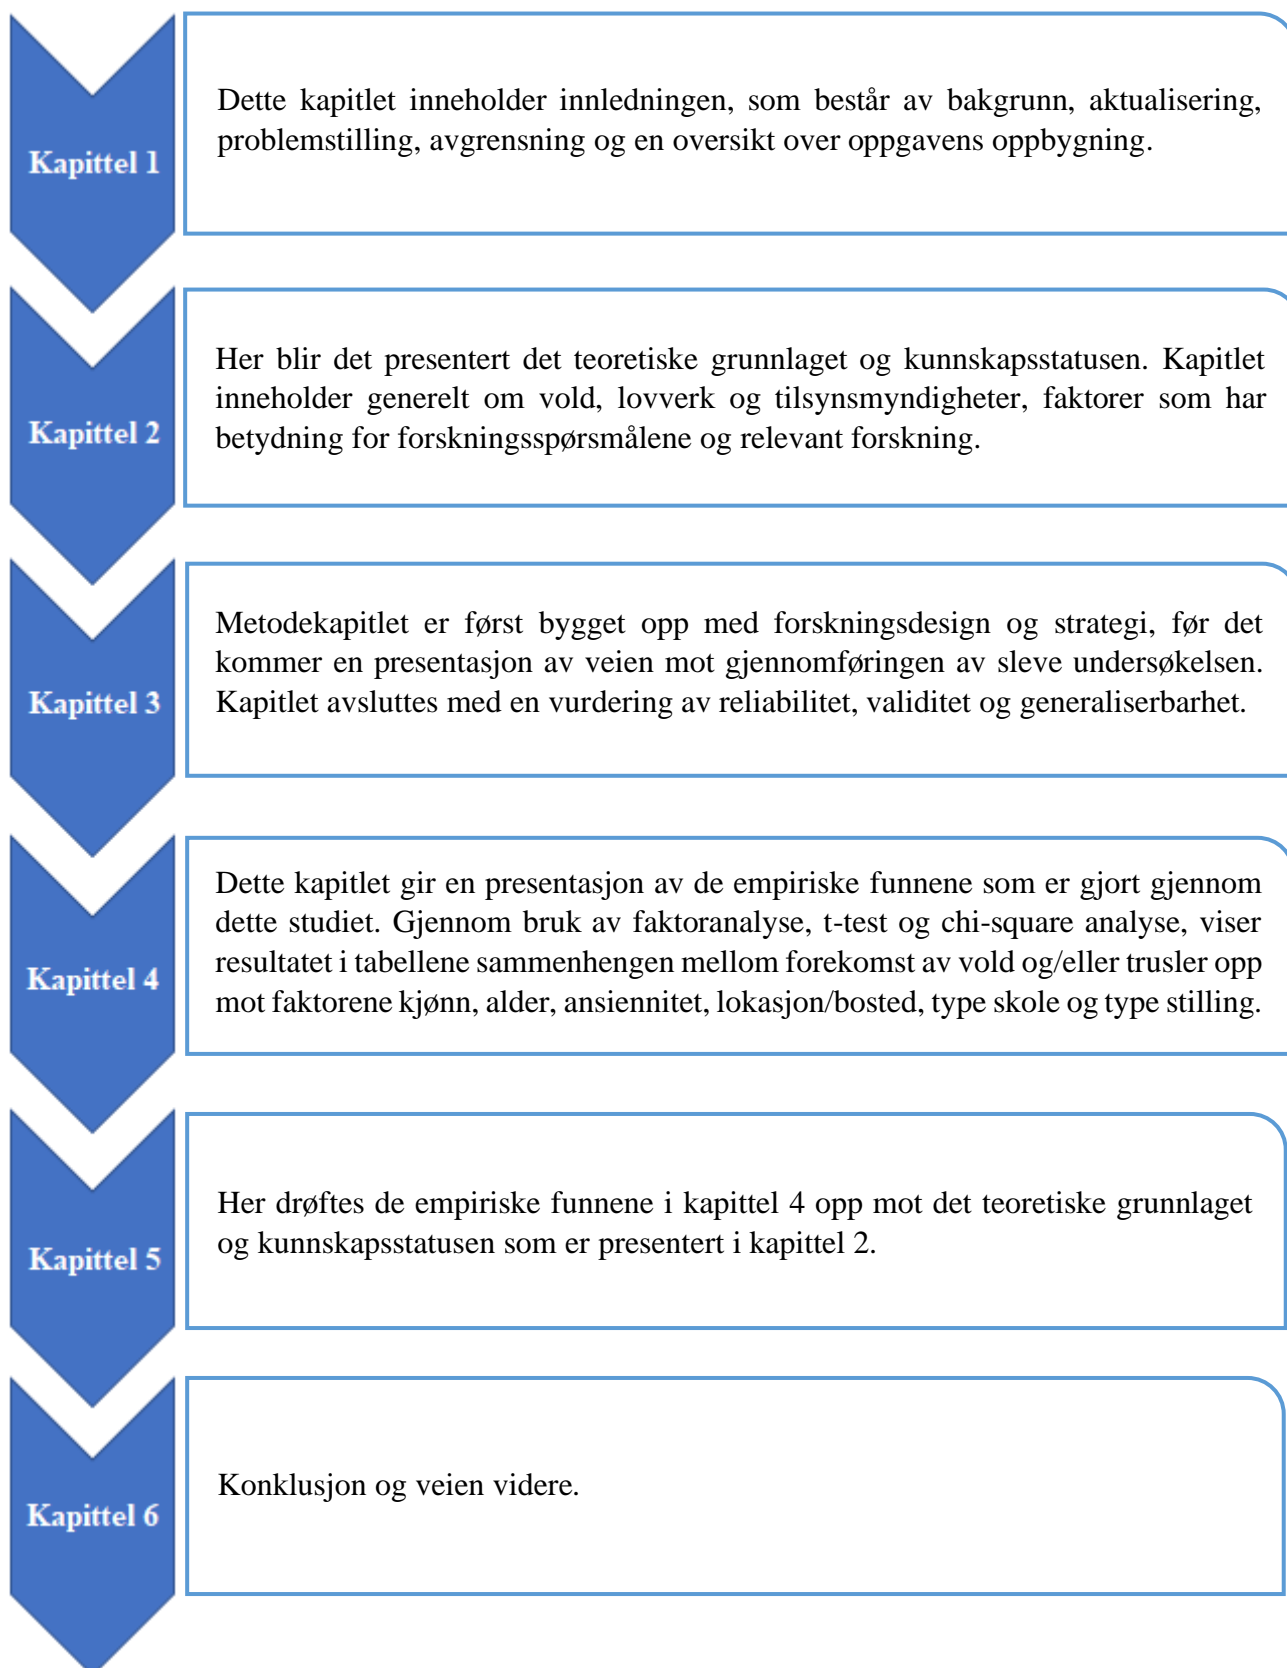 Kapittel 1
Dette kapitlet inneholder innledningen, som består av bakgrunn, aktualisering,
problemstilling, avgrensning og en oversikt over oppgavens oppbygning.
Kapittel 2
Her blir det presentert det teoretiske grunnlaget og kunnskapsstatusen. Kapitlet
inneholder generelt om vold, lovverk og tilsynsmyndigheter, faktorer som har
betydning for forskningsspørsmålene og relevant forskning.
Kapittel 3
Metodekapitlet er først bygget opp med forskningsdesign og strategi, før det
kommer en presentasjon av veien mot gjennomføringen av sleve undersøkelsen.
Kapitlet avsluttes med en vurdering av reliabilitet, validitet og generaliserbarhet.
Kapittel 4
Dette kapitlet gir en presentasjon av de empiriske funnene som er gjort gjennom
dette studiet. Gjennom bruk av faktoranalyse, t-test og chi-square analyse, viser
resultatet i tabellene sammenhengen mellom forekomst av vold og/eller trusler opp
mot faktorene kjønn, alder, ansiennitet, lokasjon/bosted, type skole og type stilling.
Kapittel 5
Her drøftes de empiriske funnene i kapittel 4 opp mot det teoretiske grunnlaget
og kunnskapsstatusen som er presentert i kapittel 2.
Kapittel 6
Konklusjon og veien videre.